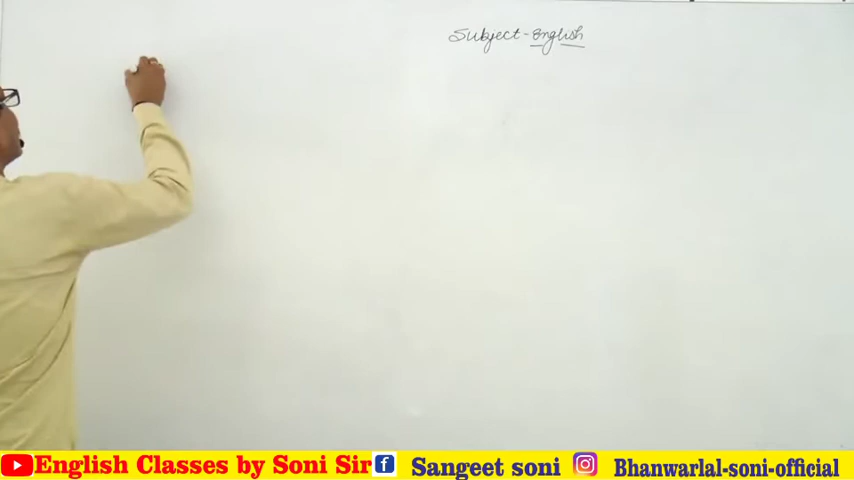 Subject - English
English Classes by Soni Sir Sangeet soni Bhanwarlal-soni-official